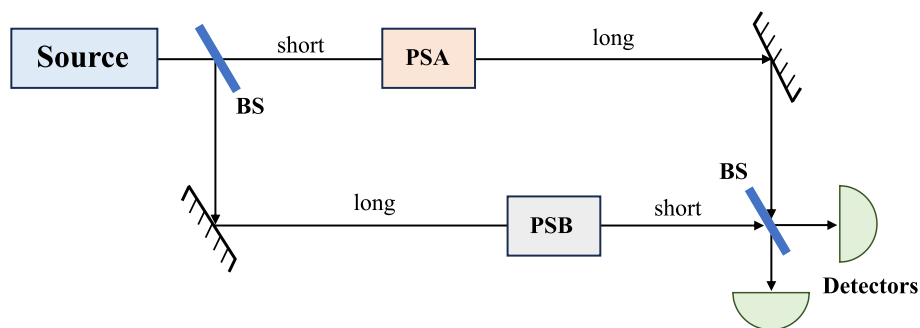 Source
short
PSA
long
BS
long
PSB
short
BS
Detectors